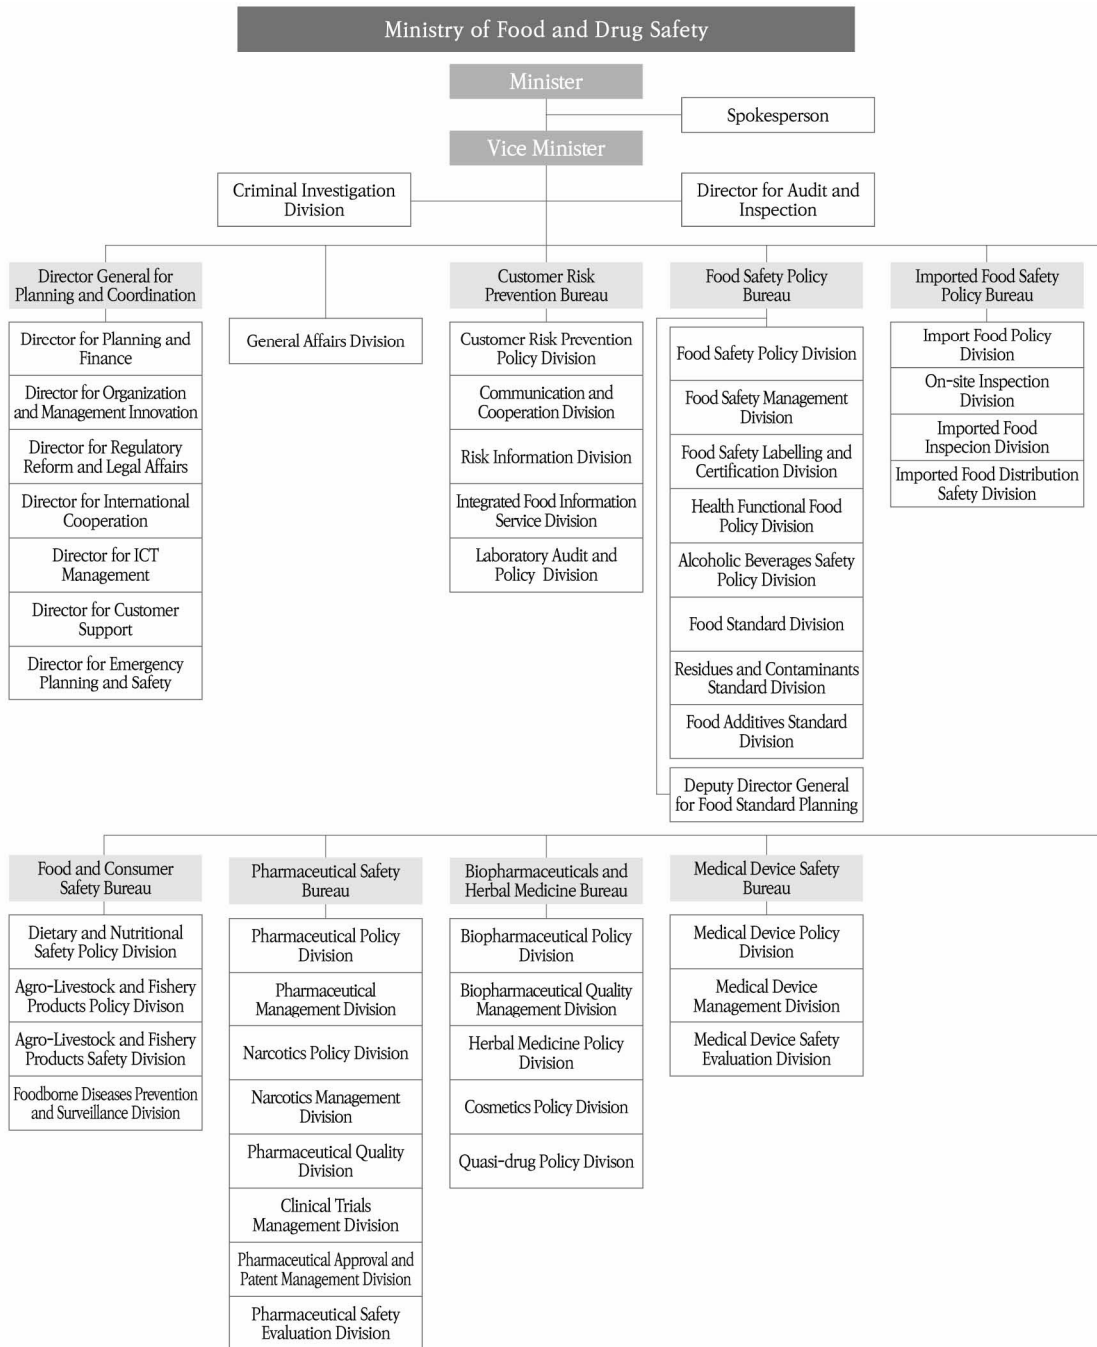 Ministry of Food and Drug Safety
Minister
Spokesperson
Vice Minister
Criminal Investigation
Division
Director for Audit and
Inspection
Director General for
Planning and Coordination
Director for Planning and
Finance
Director for Organization
and Management Innovation
Director for Regulatory
Reform and Legal Affairs
Director for International
Cooperation
Director for ICT
Management
Director for Customer
Support
Director for Emergency
Planning and Safety
General Affairs Division
Customer Risk
Prevention Bureau
Customer Risk Prevention
Policy Division
Communication and
Cooperation Division
Risk Information Division
Integrated Food Information
Service Division
Laboratory Audit and
Policy Division
Food Safety Policy
Bureau
Food Safety Policy Division
Food Safety Management
Division
Food Safety Labelling and
Certification Division
Health Functional Food
Policy Division
Alcoholic Beverages Safety
Policy Division
Food Standard Division
Residues and Contaminants
Standard Division
Food Additives Standard
Division
Deputy Director General
for Food Standard Planning
Imported Food Safety
Policy Bureau
Import Food Policy
Division
On-site Inspection
Division
Imported Food
Inspecion Division
Imported Food Distribution
Safety Division
Food and Consumer
Safety Bureau
Dietary and Nutritional
Safety Policy Division
Agro-Livestock and Fishery
Products Policy Divison
Agro-Livestock and Fishery
Products Safety Division
Foodborne Diseases Prevention
and Surveillance Division
Pharmaceutical Safety
Bureau
Pharmaceutical Policy
Division
Pharmaceutical
Management Division
Narcotics Policy Division
Narcotics Management
Division
Pharmaceutical Quality
Division
Clinical Trials
Management Division
Pharmaceutical Approval and
Patent Management Division
Pharmaceutical Safety
Evaluation Division
Biopharmaceuticals and
Herbal Medicine Bureau
Biopharmaceutical Policy
Division
Biopharmaceutical Quality
Management Division
Herbal Medicine Policy
Division
Cosmetics Policy Division
Quasi-drug Policy Divison
Medical Device Safety
Bureau
Medical Device Policy
Division
Medical Device
Management Division
Medical Device Safety
Evaluation Division